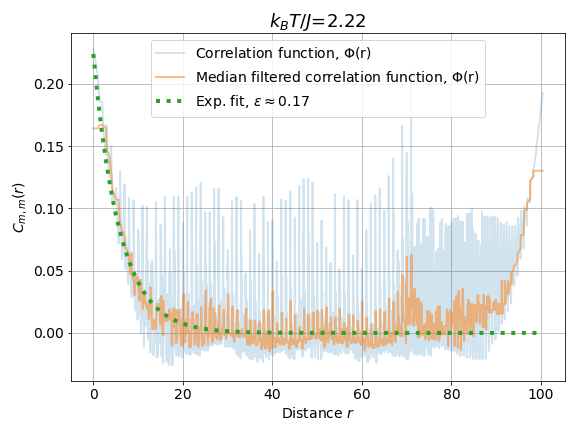 k_BT/J=2.22
Correlation function, Φ(r)
Median filtered correlation function, Φ(r)
Exp. fit, ε≈0.17
C_{m,m}(r)
0.20
0.15
0.10
0.05
0.00
0 20 40 60 80 100
Distance r